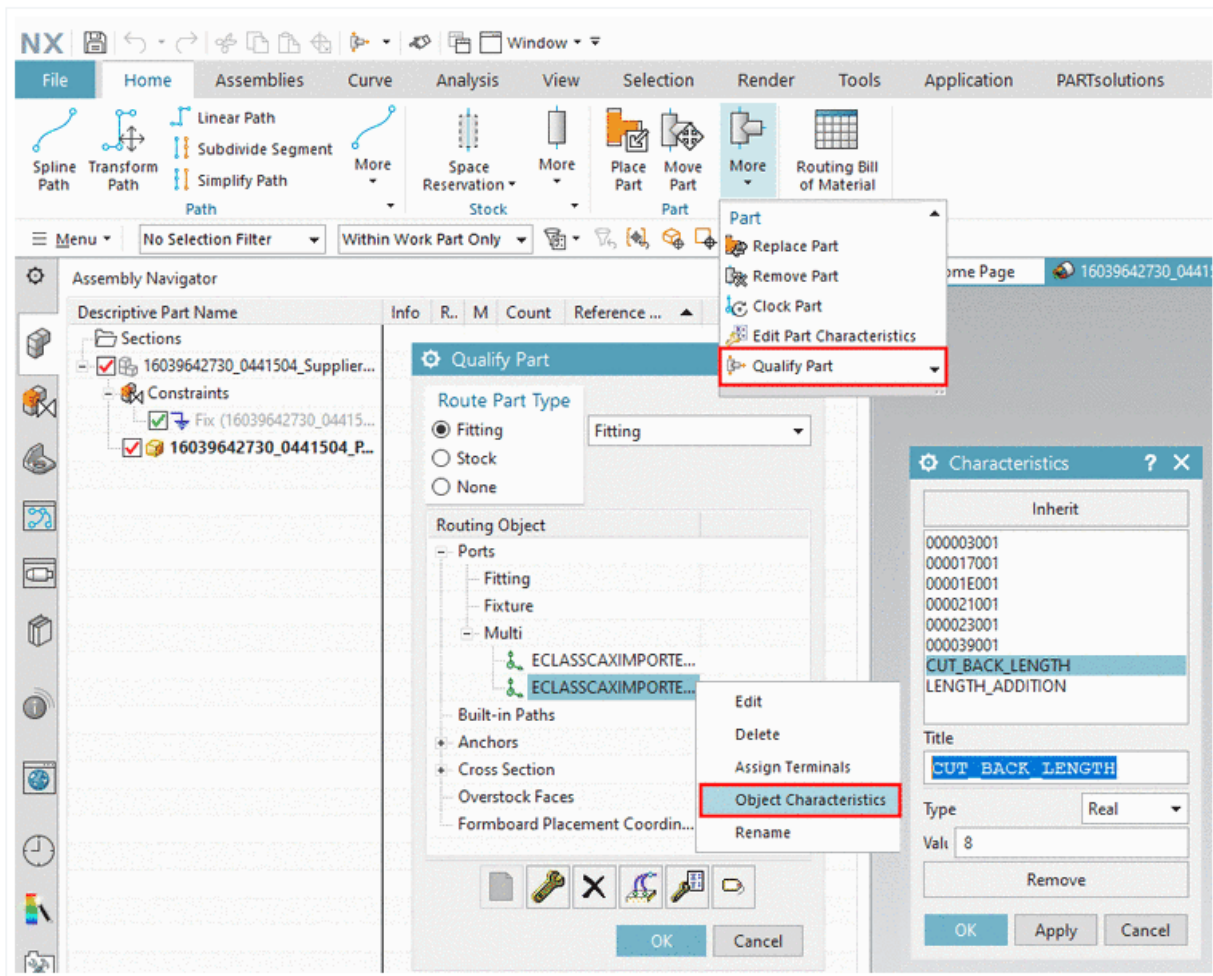 NX Window
File Home Assemblies Curve Analysis View Selection Render Tools Application PARTsolutions
Linear Path
Subdivide Segment
Simplify Path
Spline Path
Transform Path
More
Path
Space Reservation
More
Stock
Place Part
Move Part
More
Part
Routing Bill of Material
Menu No Selection Filter Within Work Part Only
Part
Replace Part
Remove Part
Clock Part
Edit Part Characteristics
Qualify Part
Assembly Navigator
16039642730_0441
Descriptive Part Name Info R.. M Count Reference ...
Sections
16039642730_0441504_Supplier...
Constraints
Fix (16039642730_04415...
16039642730_0441504_P...
Qualify Part
Route Part Type
Fitting Fitting
Stock
None
Routing Object
Ports
Fitting
Fixture
Multi
ECLASSCAXIMPORTE...
ECLASSCAXIMPORTE...
Built-in Paths
Anchors
Cross Section
Overstock Faces
Formboard Placement Coordin...
OK Cancel
Edit
Delete
Assign Terminals
Object Characteristics
Rename
Characteristics ?
Inherit
000003001
000017001
00001E001
000021001
000023001
000039001
CUT_BACK_LENGTH
LENGTH_ADDITION
Title
CUT_BACK_LENGTH
Type Real
Valu 8
Remove
OK Apply Cancel